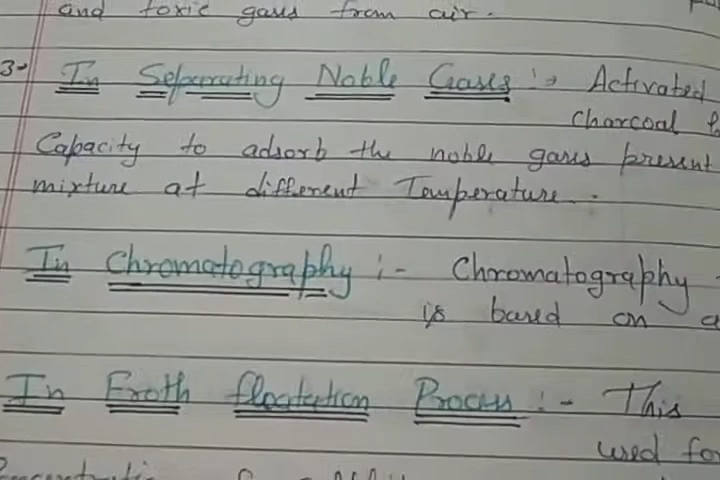 and toxic gases from air.
3. In Separating Noble Gases :→ Activated
Charcoal
Capacity to adsorb the noble gases present
mixture at different Temperature.
In Chromatography :- Chromatography
is based on a
In Froth floatation Process :- This
used for